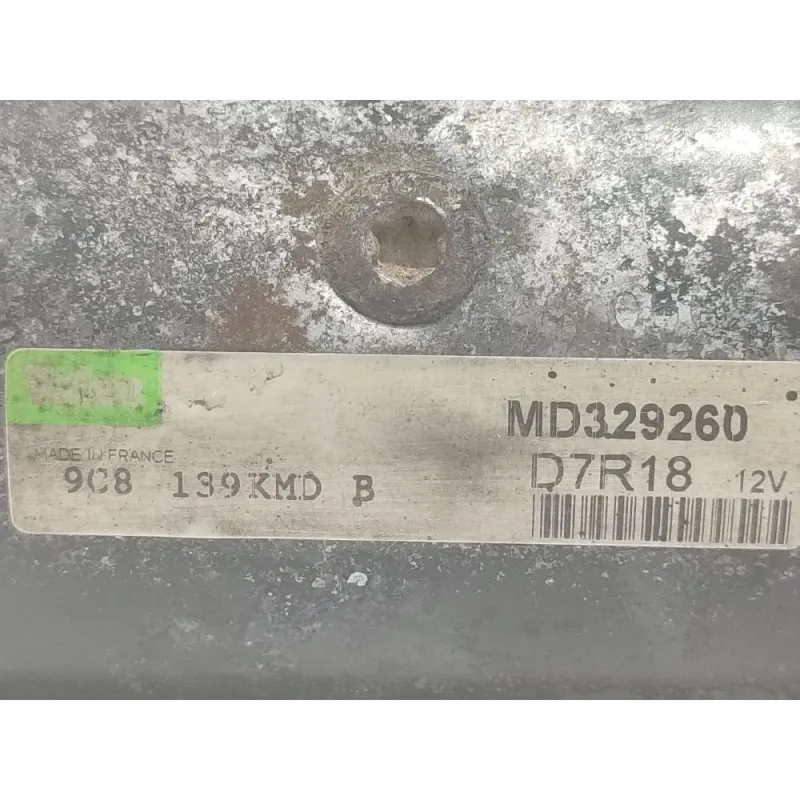 MADE IN FRANCE
9C8 139KMD B
MD329260
D7R18 12V